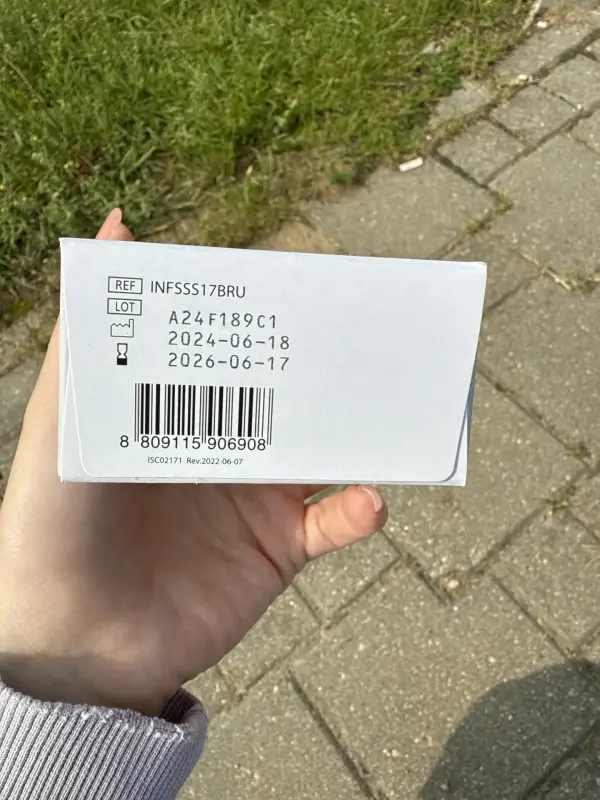 REF INFSSS17BRU
LOT A24F189C1
2024-06-18
2026-06-17
8 809115 906908
ISC02171 Rev.2022-06-07